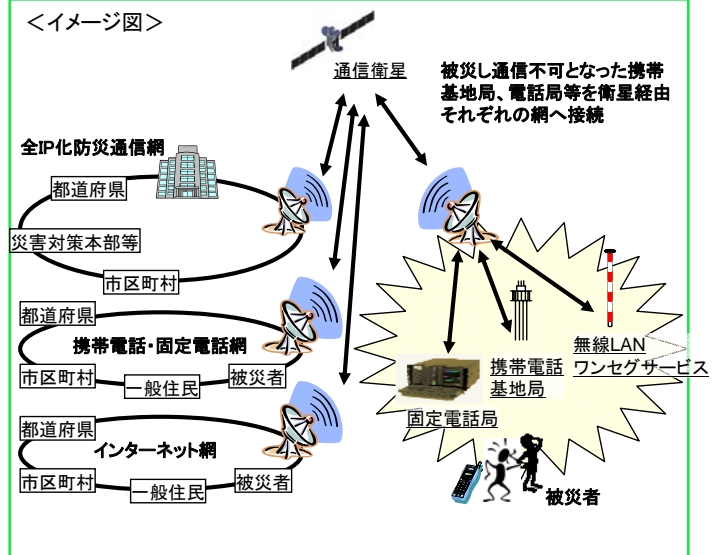 ＜イメージ図＞
通信衛星
被災し通信不可となった携帯
基地局、電話局等を衛星経由
それぞれの網へ接続
全IP化防災通信網
都道府県
災害対策本部等
市区町村
都道府県
携帯電話・固定電話網
市区町村
一般住民
被災者
都道府県
インターネット網
市区町村
一般住民
被災者
無線LAN
ワンセグサービス
携帯電話
基地局
固定電話局
被災者